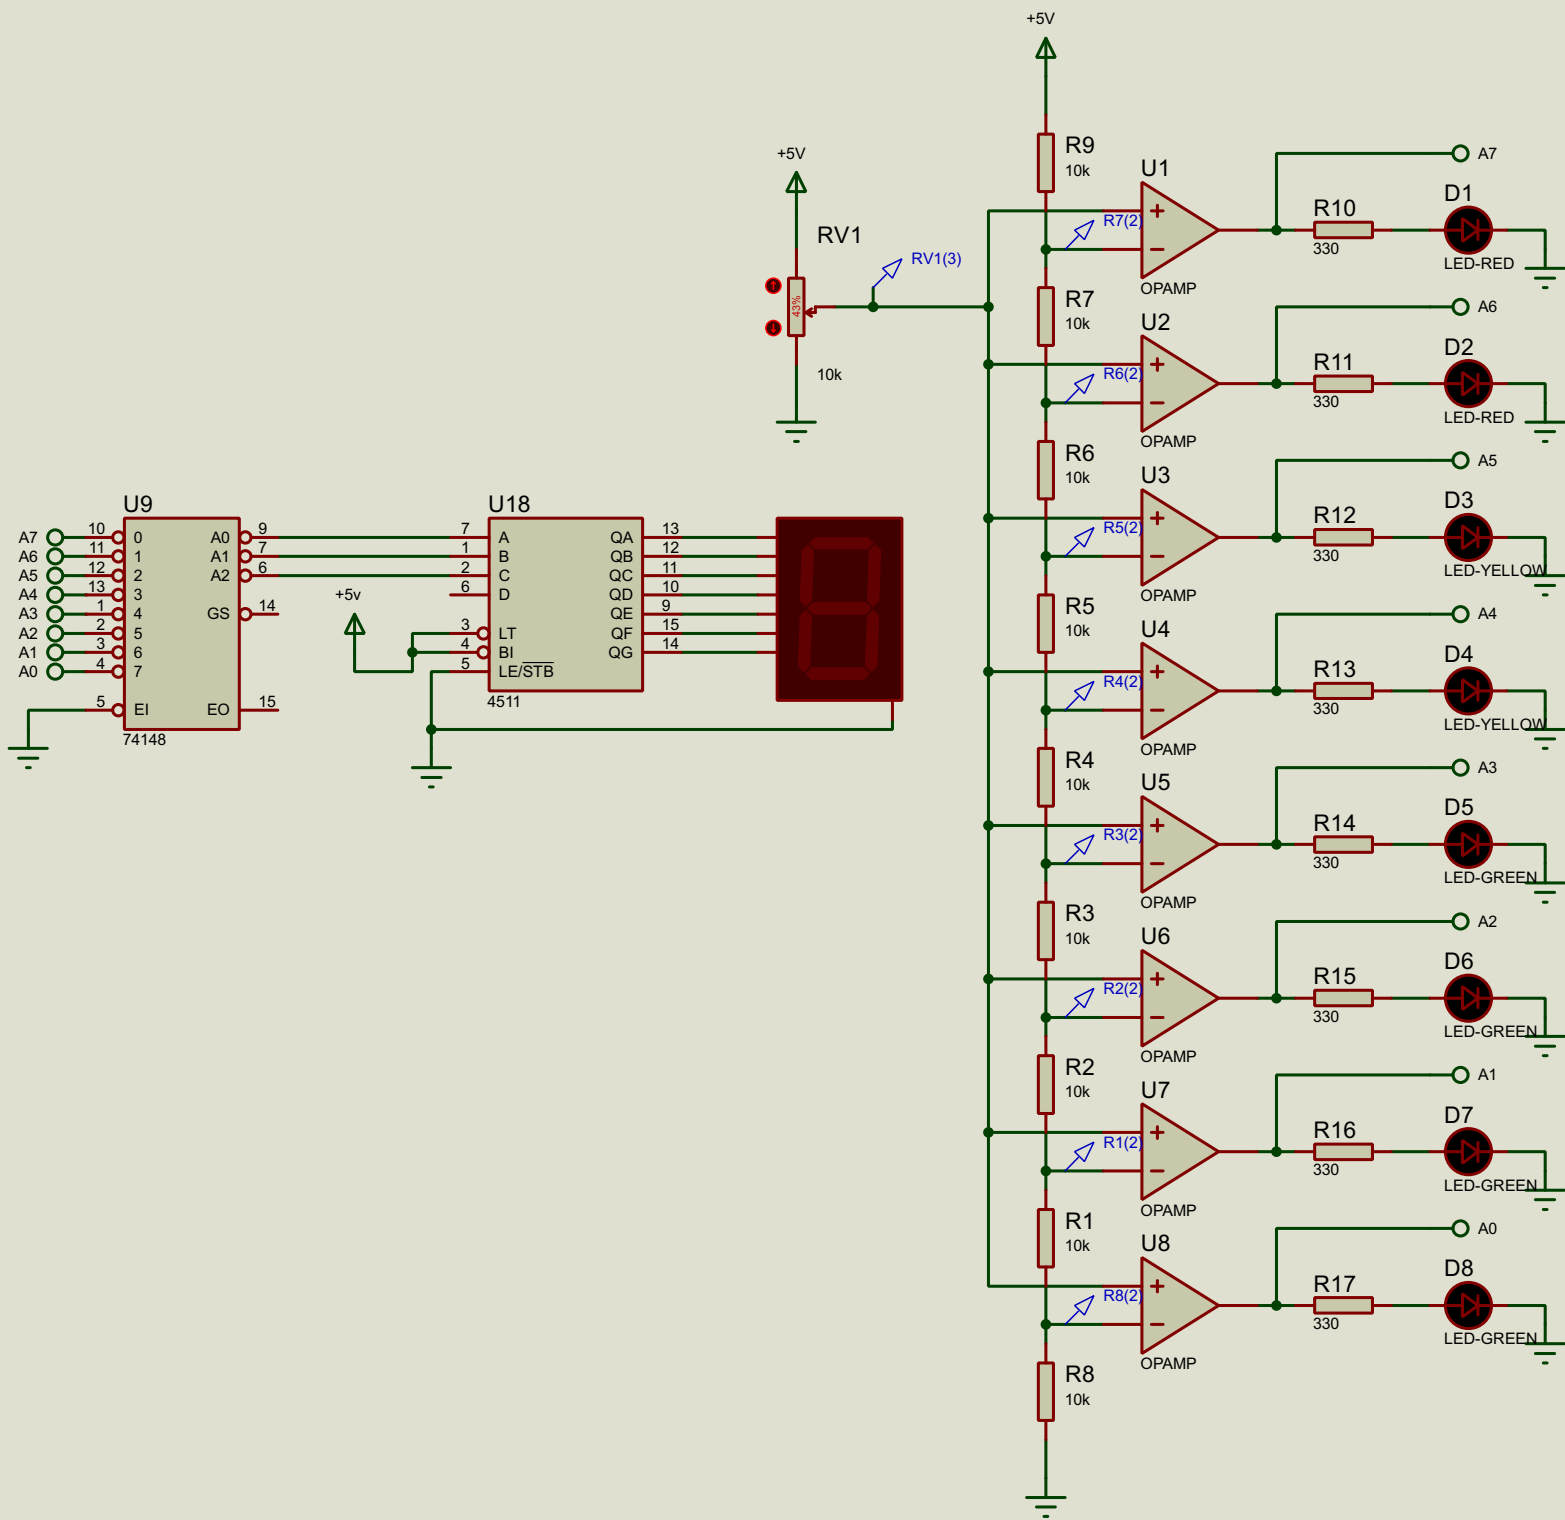 +5V
R9
10k
U1
R7(2)
OPAMP
R10
330
A7
D1
LED-RED
+5V
RV1
43%
10k
RV1(3)
R7
10k
U2
R6(2)
OPAMP
R11
330
A6
D2
LED-RED
R6
10k
U3
R5(2)
OPAMP
R12
330
A5
D3
LED-YELLOW
R5
10k
U4
R4(2)
OPAMP
R13
330
A4
D4
LED-YELLOW
R4
10k
U5
R3(2)
OPAMP
R14
330
A3
D5
LED-GREEN
R3
10k
U6
R2(2)
OPAMP
R15
330
A2
D6
LED-GREEN
R2
10k
U7
R1(2)
OPAMP
R16
330
A1
D7
LED-GREEN
R1
10k
U8
R8(2)
OPAMP
R17
330
A0
D8
LED-GREEN
R8
10k
U9
A7 10 0 A0 9
A6 11 1 A1 7
A5 12 2 A2 6
A4 13 3
A3 1 4 GS 14
A2 2 5
A1 3 6
A0 4 7
5 EI EO 15
74148
+5v
U18
7 A QA 13
1 B QB 12
2 C QC 11
6 D QD 10
QE 9
3 LT QF 15
4 BI QG 14
5 LE/STB
4511